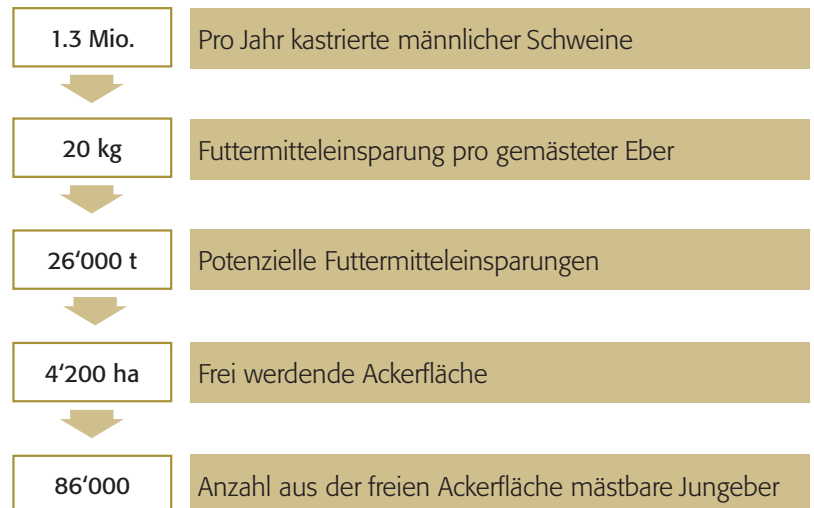 1.3 Mio. Pro Jahr kastrierte männlicher Schweine
20 kg Futtermitteleinsparung pro gemästeter Eber
26‘000 t Potenzielle Futtermitteleinsparungen
4‘200 ha Frei werdende Ackerfläche
86‘000 Anzahl aus der freien Ackerfläche mästbare Jungeber